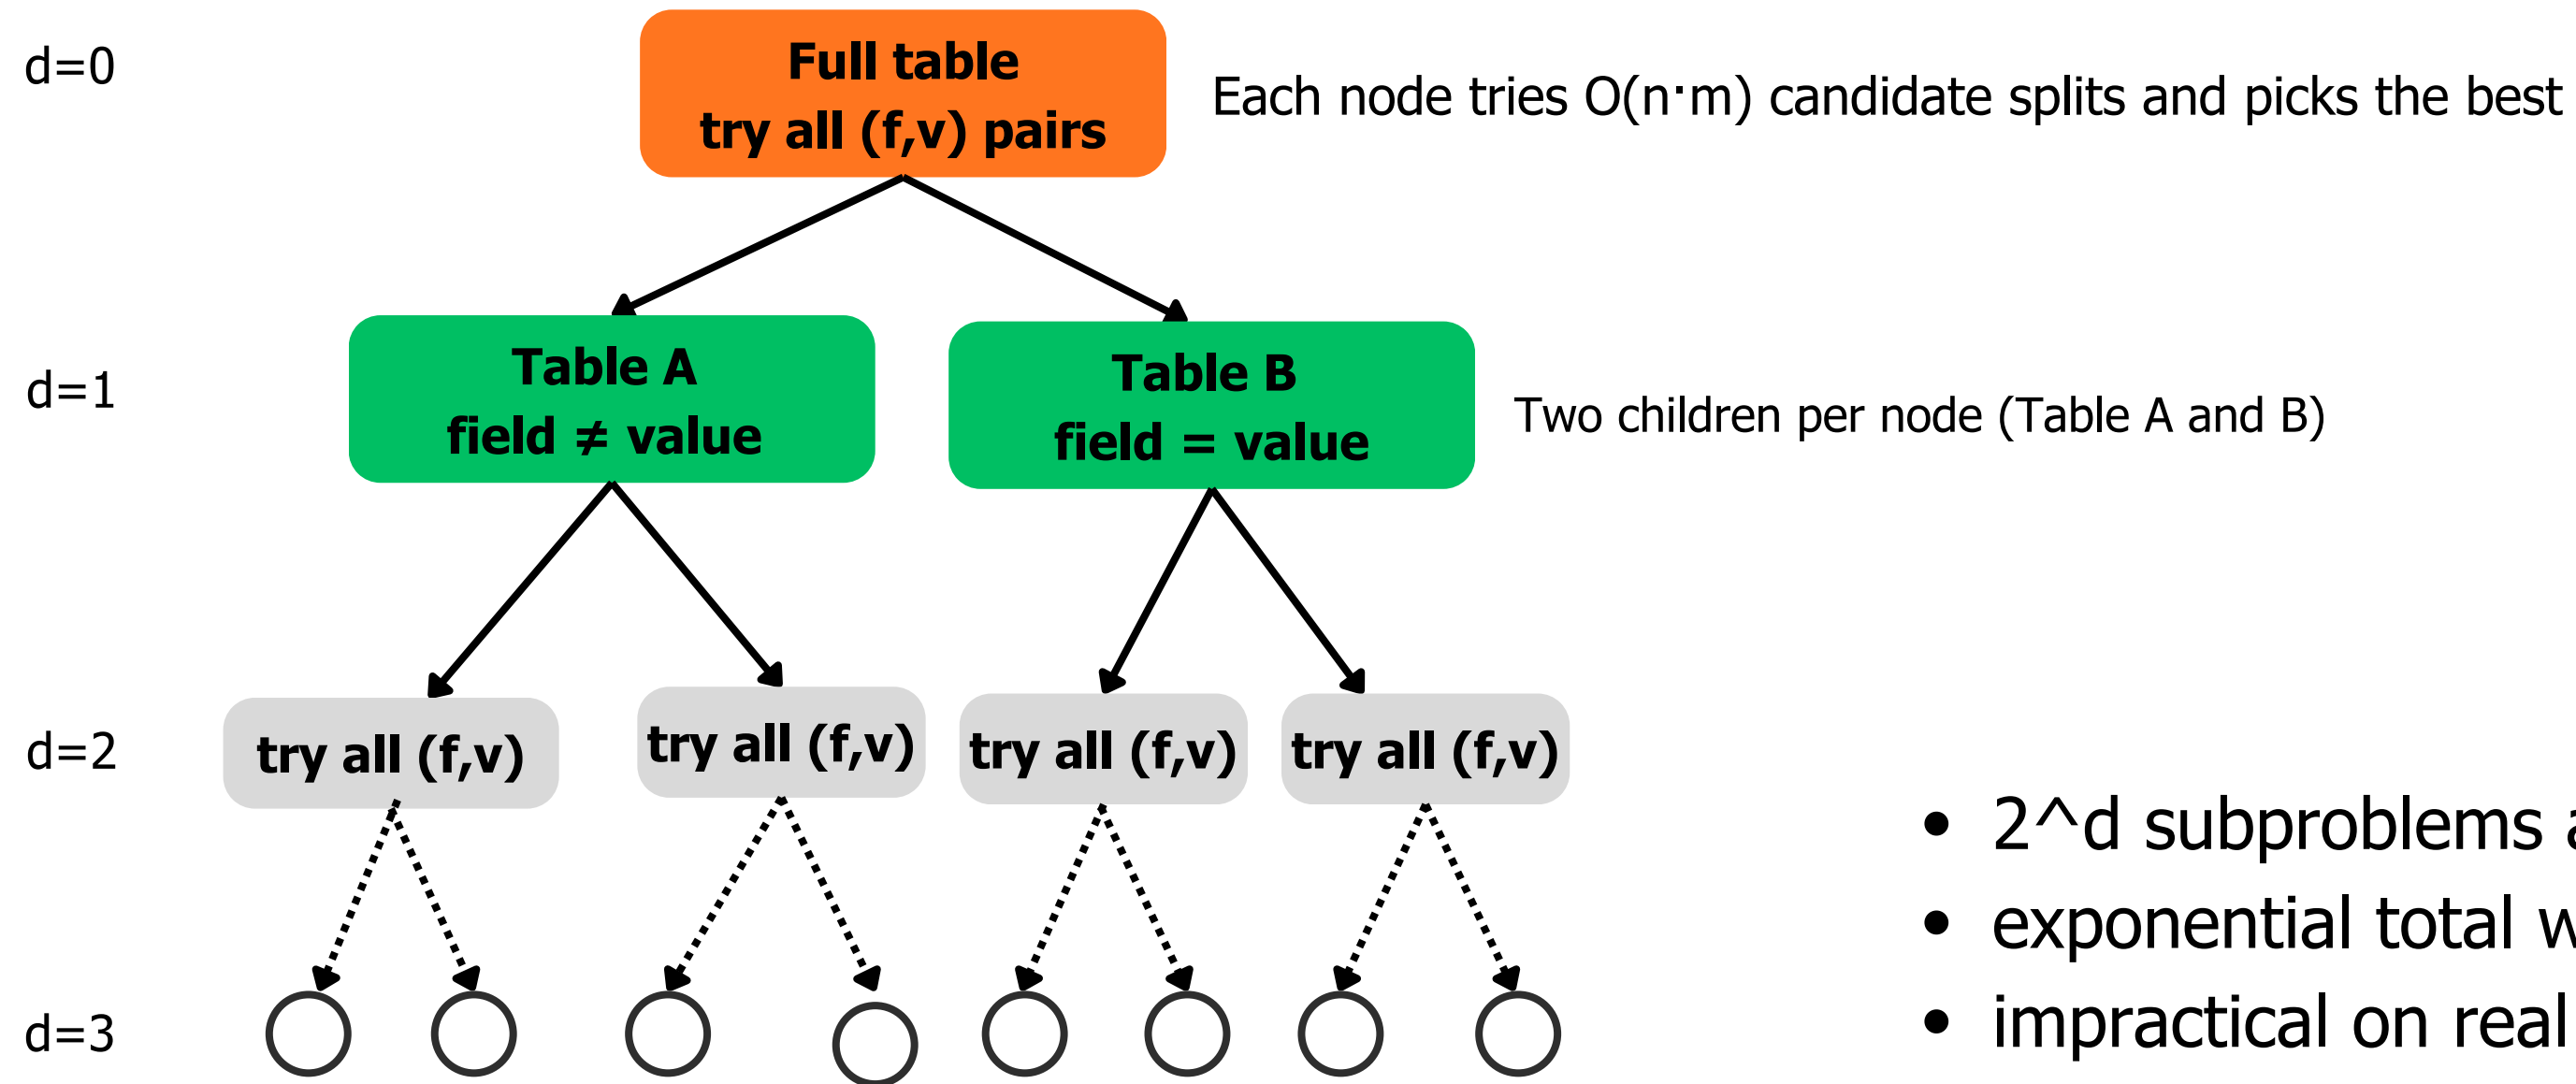 d=0
Full table
try all (f,v) pairs
Each node tries O(n·m) candidate splits and picks the best
d=1
Table A
field ≠ value
Table B
field = value
Two children per node (Table A and B)
d=2
try all (f,v)
try all (f,v)
try all (f,v)
try all (f,v)
• 2^d subproblems
• exponential total
• impractical on real
d=3